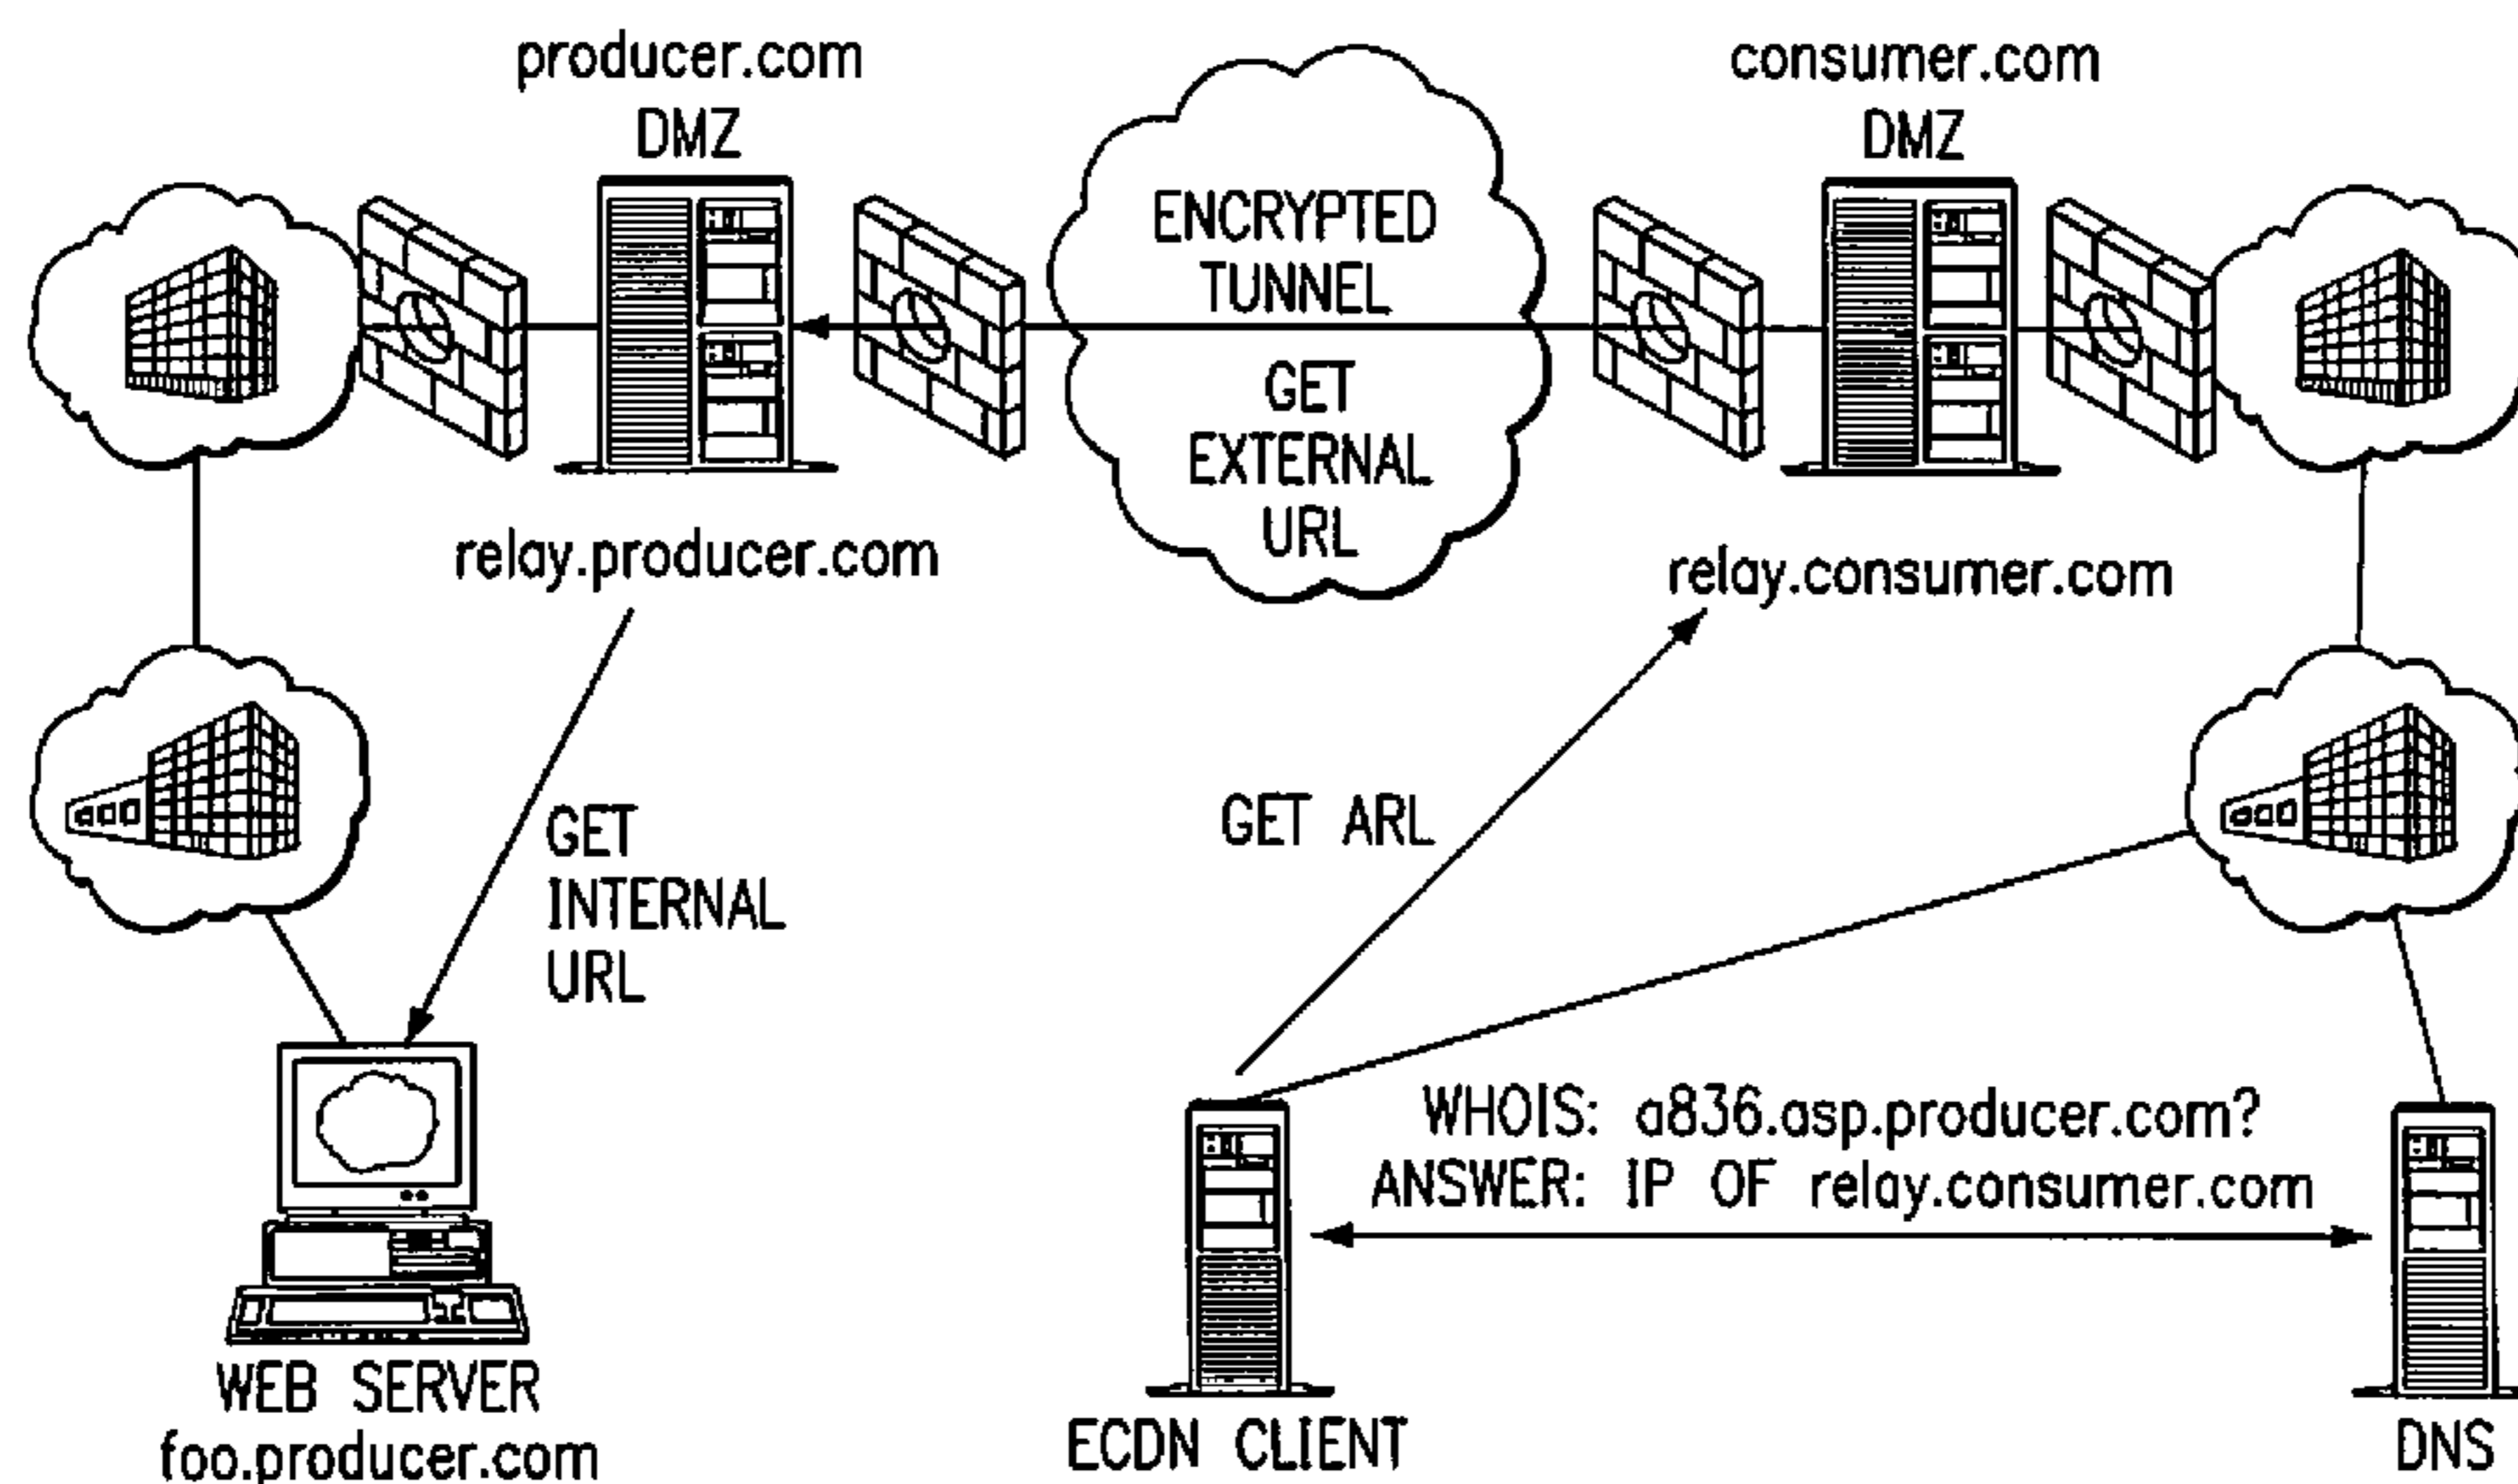 producer.com
DMZ
consumer.com
DMZ
ENCRYPTED
TUNNEL
GET
EXTERNAL
URL
relay.producer.com
relay.consumer.com
GET
INTERNAL
URL
GET ARL
WHOIS: a836.asp.producer.com?
ANSWER: IP OF relay.consumer.com
WEB SERVER
foo.producer.com
ECDN CLIENT
DNS